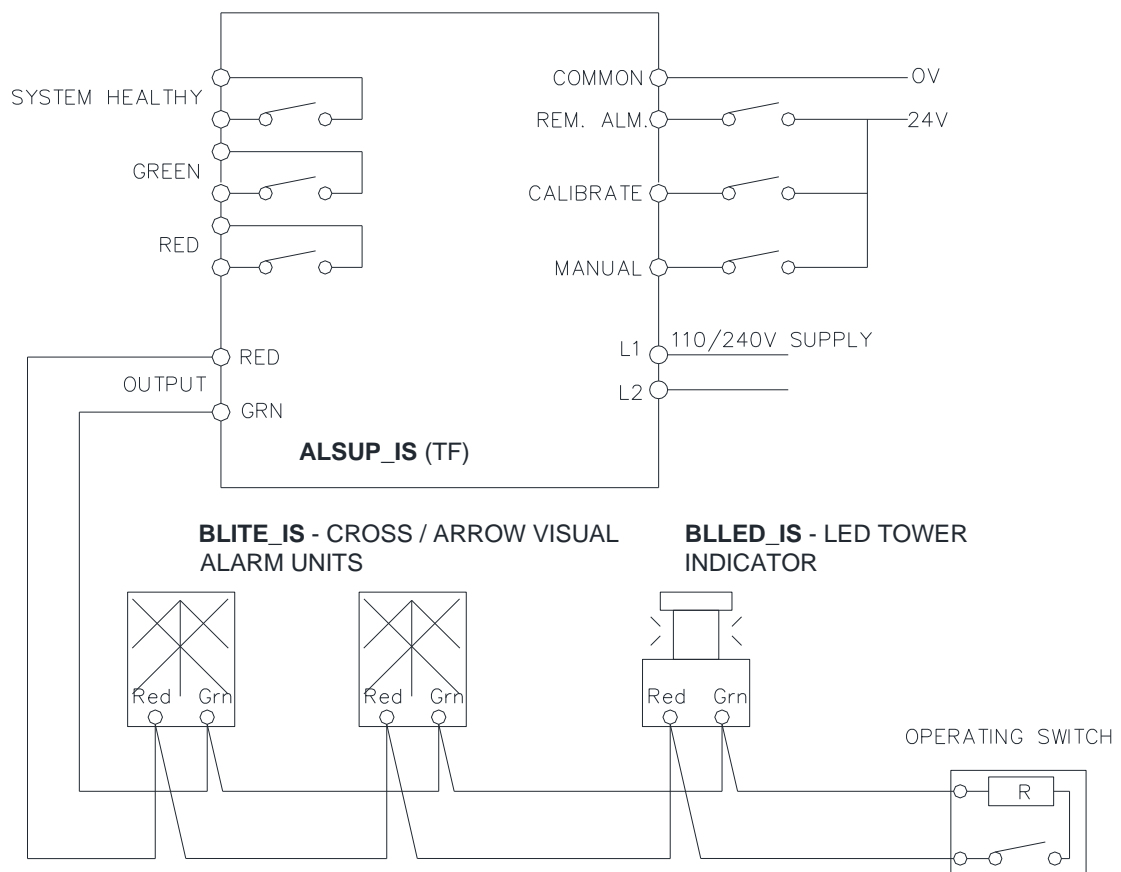 SYSTEM HEALTHY
GREEN
RED
COMMON
0V
REM. ALM.
24V
CALIBRATE
MANUAL
L1
110/240V SUPPLY
L2
RED
OUTPUT
GRN
ALSUP_IS (TF)
BLITE_IS - CROSS / ARROW VISUAL
ALARM UNITS
BLLED_IS - LED TOWER
INDICATOR
Red Grn
Red Grn
Red Grn
OPERATING SWITCH
R